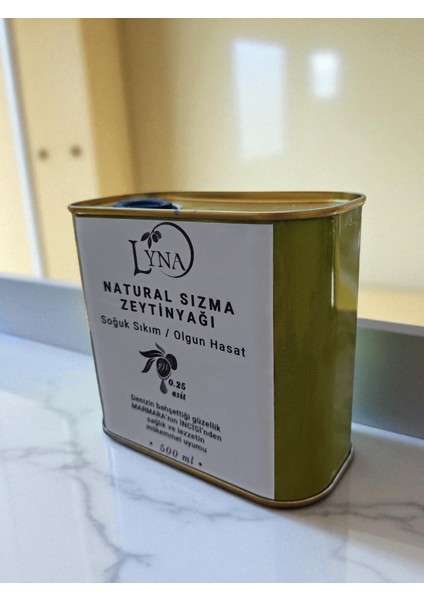 LYNA
NATURAL SIZMA
ZEYTİNYAĞI
Soğuk Sıkım / Olgun Hasat
0.25
asit
Denizin bahşettiği güzellik
MARMARA'nın İNCİSİ'nden
sağlık ve lezzetin
mükemmel uyumu
• 500 ml •